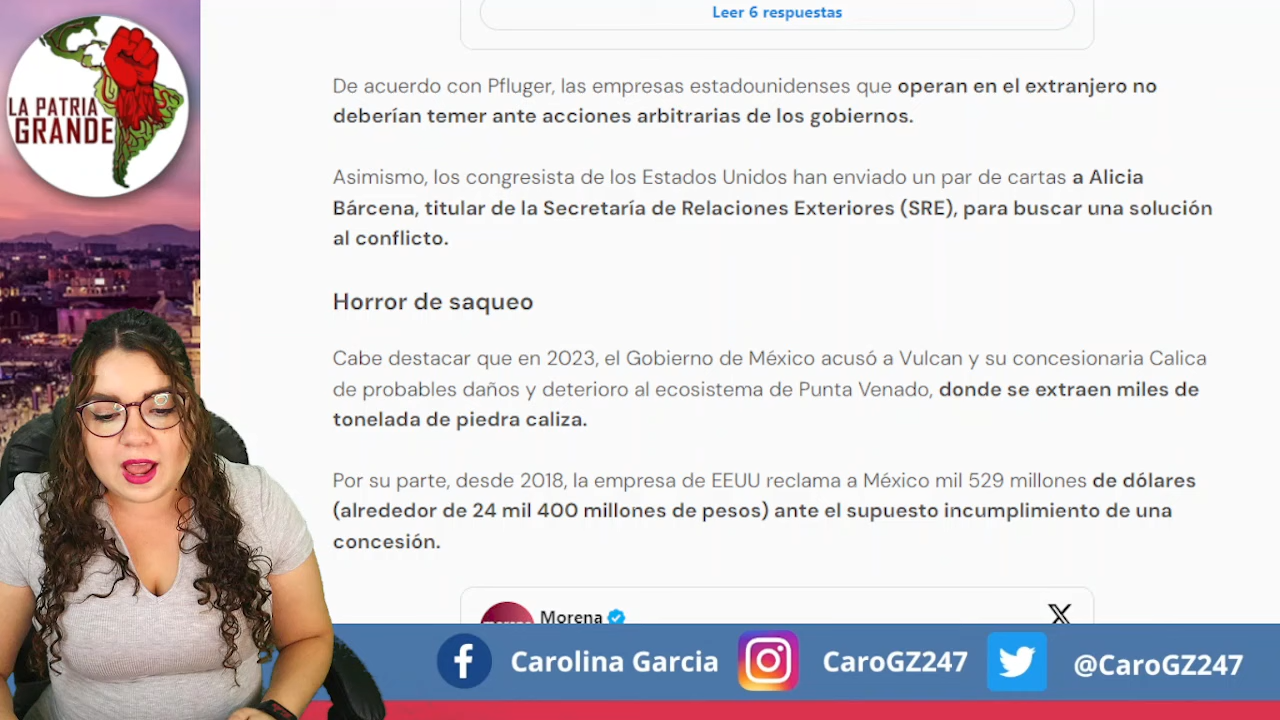 Leer 6 respuestas
LA PATRIA
GRANDE
De acuerdo con Pfluger, las empresas estadounidenses que operan en el extranjero no
deberían temer ante acciones arbitrarias de los gobiernos.
Asimismo, los congresista de los Estados Unidos han enviado un par de cartas a Alicia
Bárcena, titular de la Secretaría de Relaciones Exteriores (SRE), para buscar una solución
al conflicto.
Horror de saqueo
Cabe destacar que en 2023, el Gobierno de México acusó a Vulcan y su concesionaria Calica
de probables daños y deterioro al ecosistema de Punta Venado, donde se extraen miles de
tonelada de piedra caliza.
Por su parte, desde 2018, la empresa de EEUU reclama a México mil 529 millones de dólares
(alrededor de 24 mil 400 millones de pesos) ante el supuesto incumplimiento de una
concesión.
Morena
Carolina Garcia
CaroGZ247
@CaroGZ247